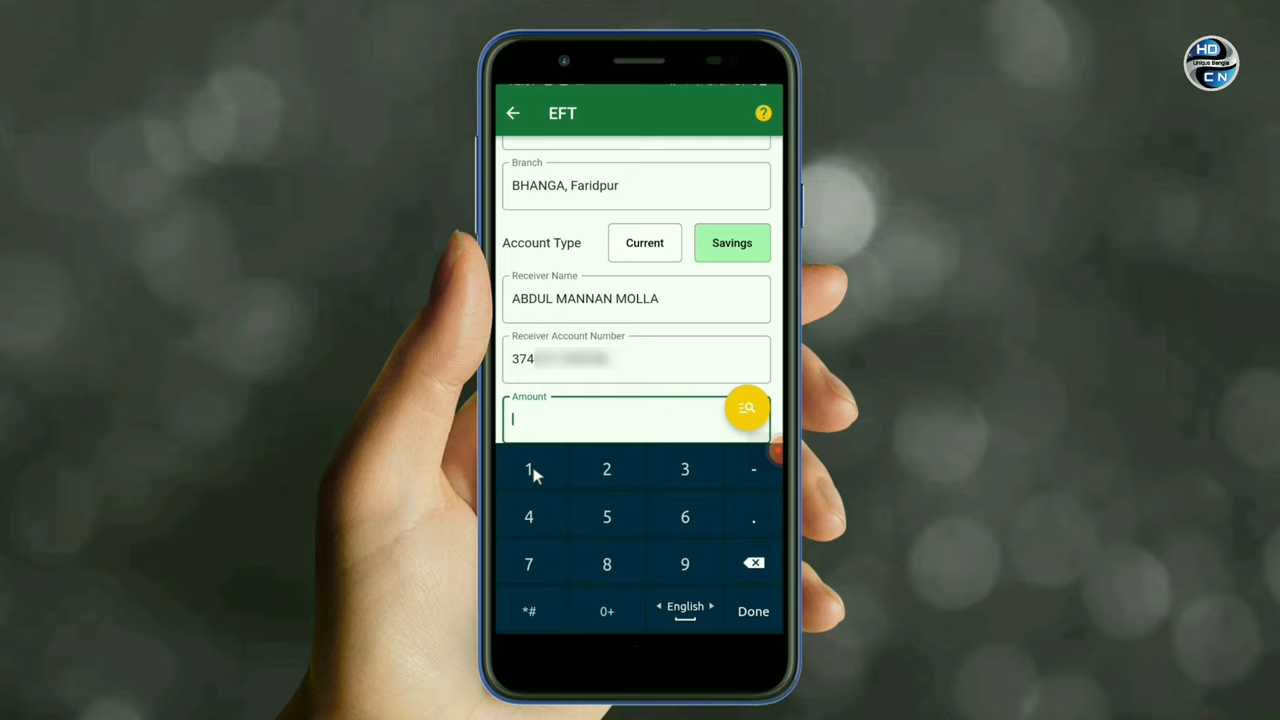 HD
Unique Bangla
CN
EFT
?
Branch
BHANGA, Faridpur
Account Type
Current
Savings
Receiver Name
ABDUL MANNAN MOLLA
Receiver Account Number
374
Amount
1 2 3 -
4 5 6 .
7 8 9
*# 0+ English Done